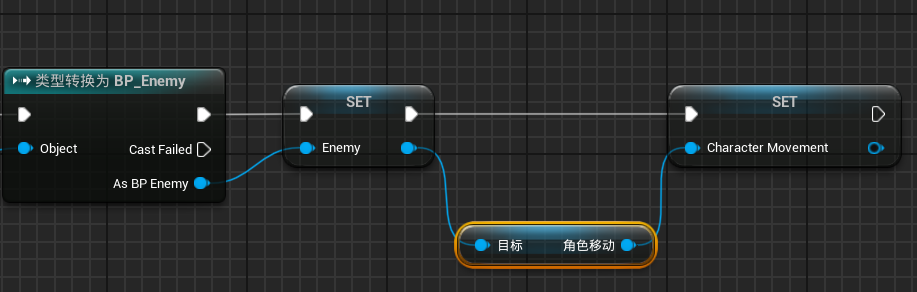 类型转换为 BP_Enemy
Object
Cast Failed
As BP Enemy
SET
Enemy
目标
角色移动
SET
Character Movement